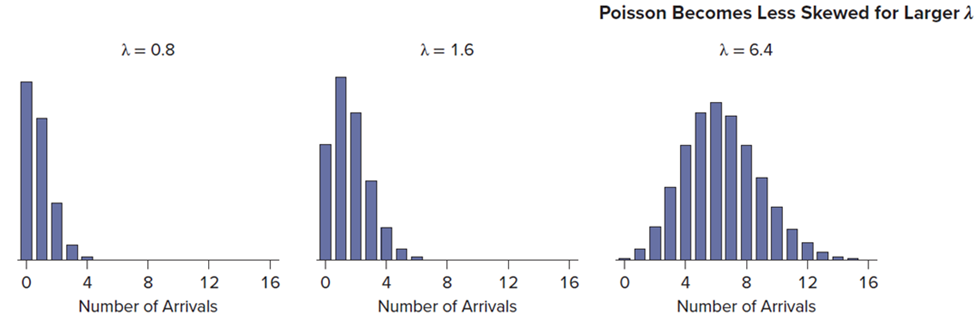 Poisson Becomes Less Skewed for Larger λ
λ = 0.8
λ = 1.6
λ = 6.4
0 4 8 12 16
0 4 8 12 16
0 4 8 12 16
Number of Arrivals
Number of Arrivals
Number of Arrivals